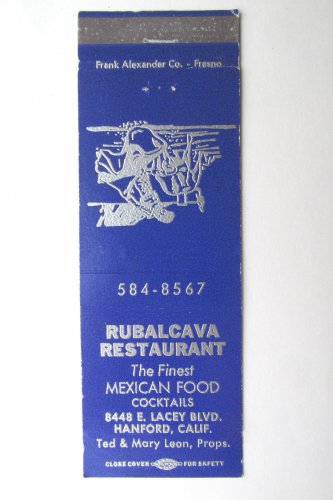 Frank Alexander Co. - Fresno
584-8567
RUBALCAVA
RESTAURANT
The Finest
MEXICAN FOOD
COCKTAILS
8448 E. LACEY BLVD.
HANFORD, CALIF.
Ted & Mary Leon, Props.
CLOSE COVER FOR SAFETY